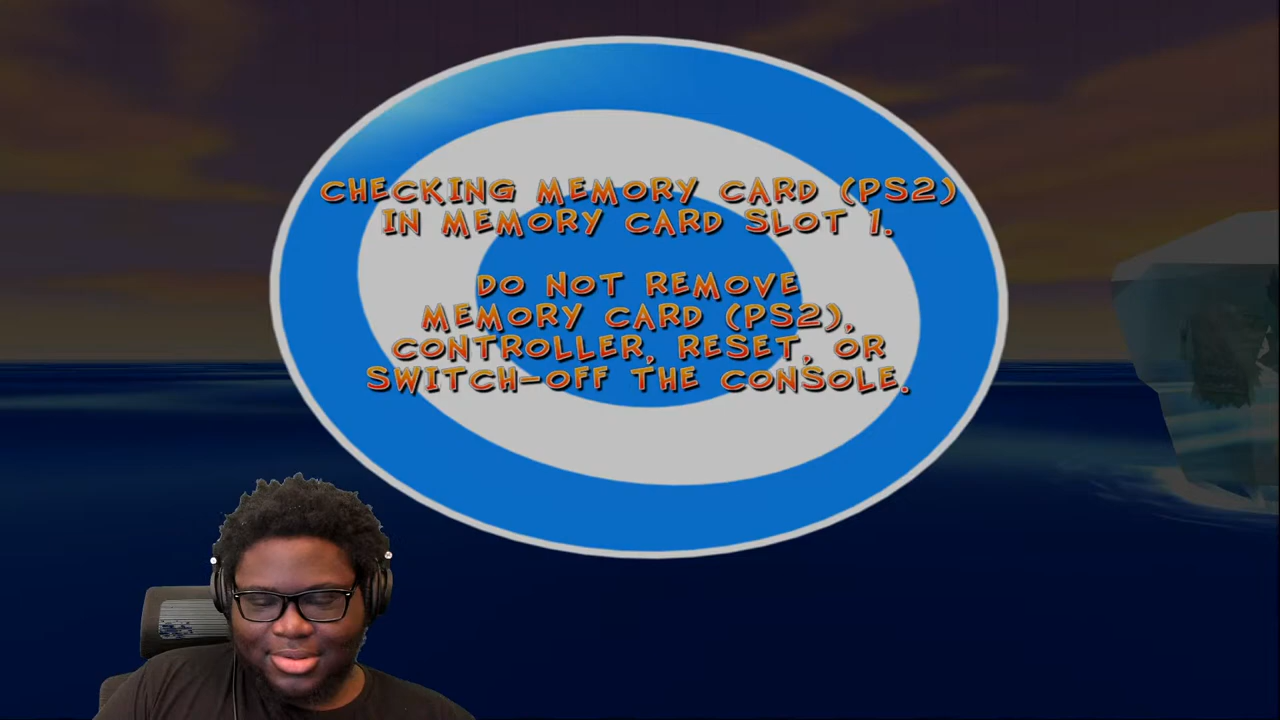 CHECKING MEMORY CARD (PS2)
IN MEMORY CARD SLOT 1.
DO NOT REMOVE
MEMORY CARD (PS2),
CONTROLLER, RESET, OR
SWITCH-OFF THE CONSOLE.